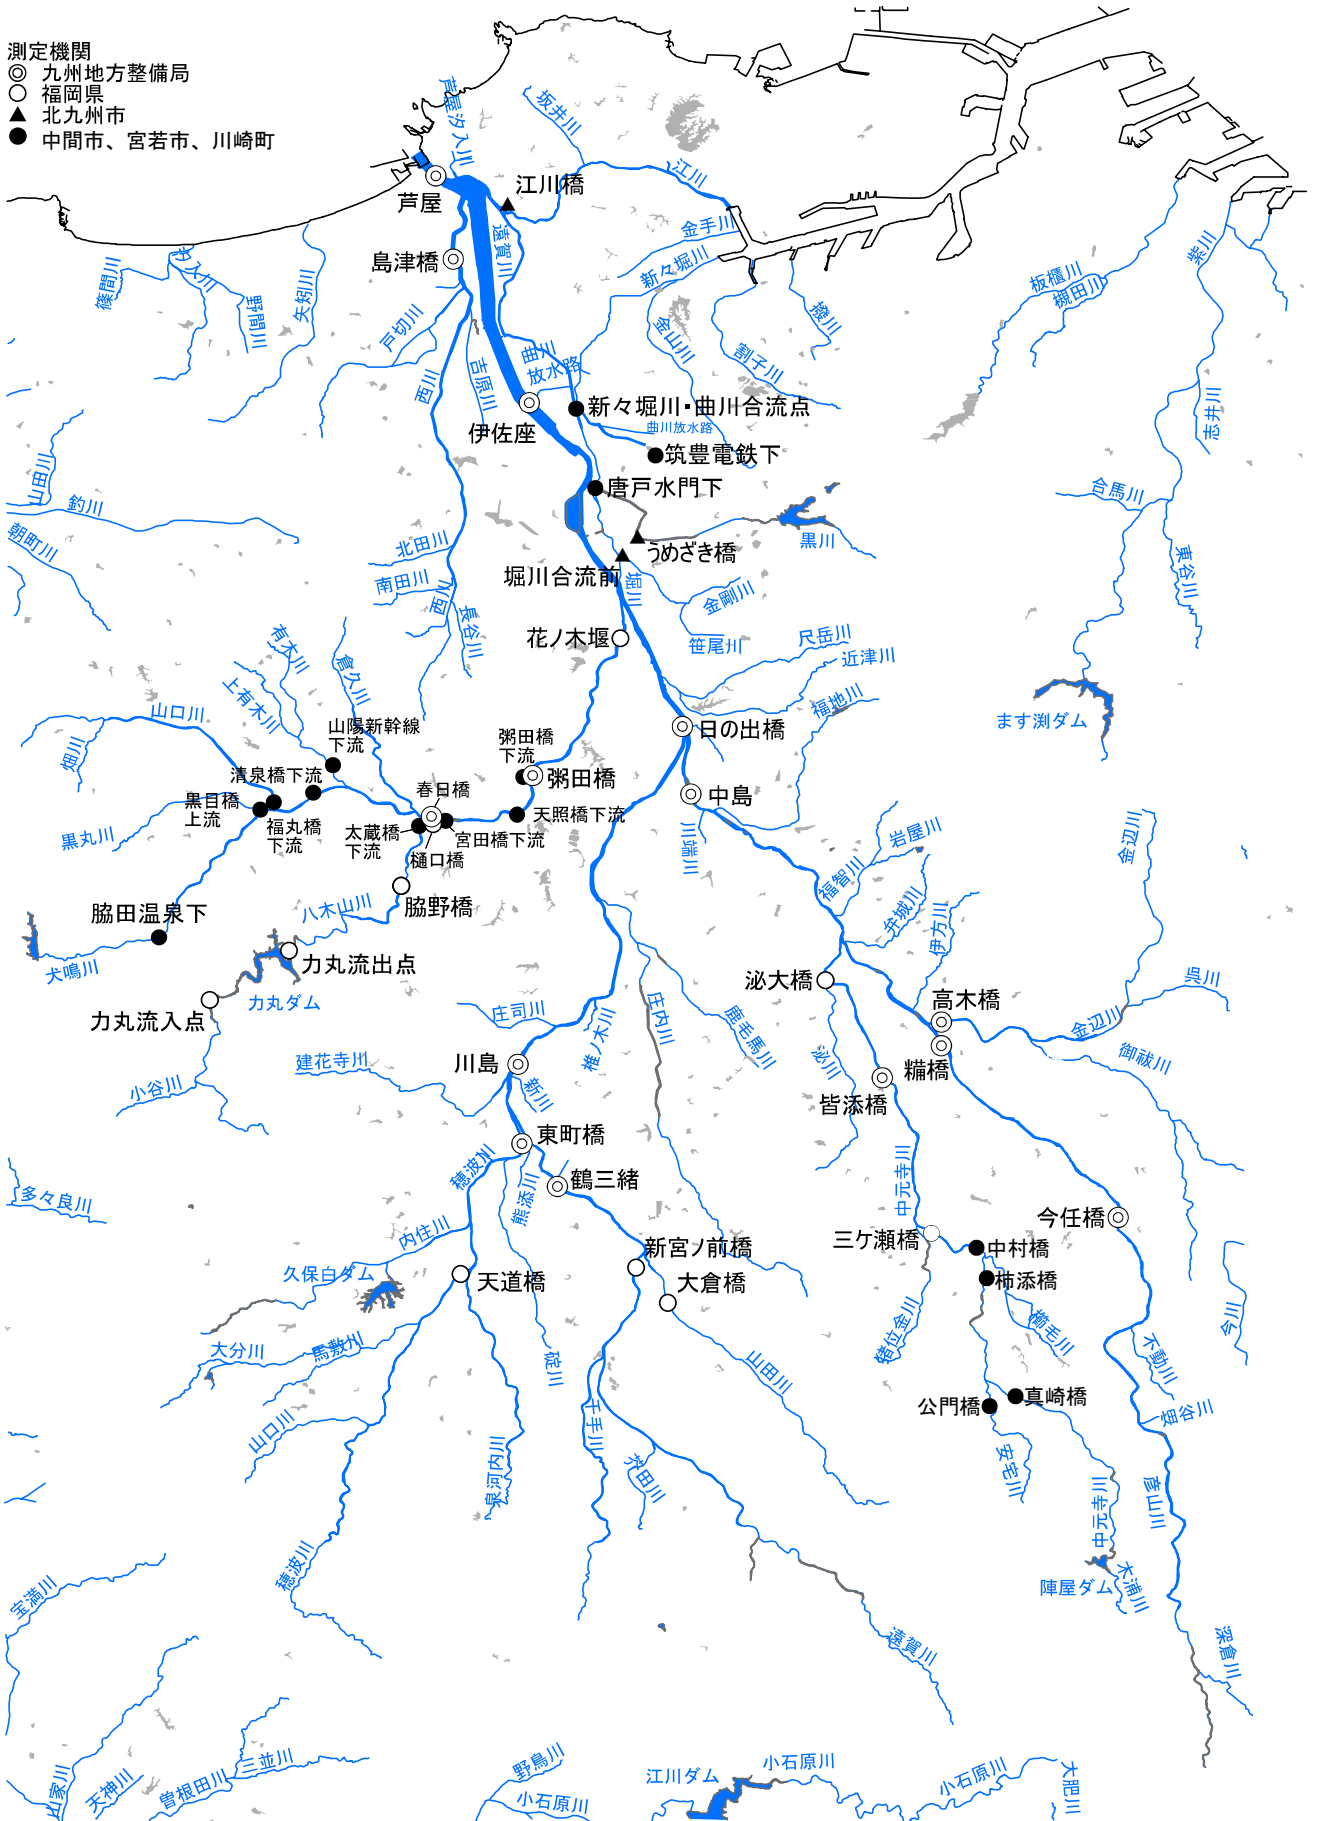 測定機関
九州地方整備局
福岡県
北九州市
中間市、宮若市、川崎町
芦屋汐入川
坂井川
江川
江川橋
芦屋
島津橋
遠賀川
金手川
新々堀川
紫川
板櫃川
槻田川
篠間川
汐入川
野間川
矢矧川
戸切川
吉原川
西川
曲川
放水路
金山川
割子川
撥川
新々堀川・曲川合流点
曲川放水路
伊佐座
筑豊電鉄下
唐戸水門下
志井川
合馬川
東谷川
山田川
釣川
朝町川
北田川
南田川
西川
長谷川
うめざき橋
黒川
堀川合流前
堀川
金剛川
笹尾川
花ノ木堰
尺岳川
近津川
福地川
ます渕ダム
有木川
上有木川
倉久川
山口川
畑川
山陽新幹線
下流
粥田橋
下流
日の出橋
粥田橋
清泉橋下流
春日橋
中島
黒目橋
上流
福丸橋
下流
太蔵橋
下流
天照橋下流
宮田橋下流
樋口橋
黒丸川
川端川
岩屋川
福智川
金辺川
脇野橋
八木山川
脇田温泉下
弁城川
伊方川
犬鳴川
力丸流出点
力丸ダム
力丸流入点
泌大橋
呉川
高木橋
金辺川
庄司川
庄内川
鹿毛馬川
椎ノ木川
建花寺川
川島
新川
泌川
糒橋
御祓川
皆添橋
小谷川
東町橋
穂波川
熊添川
鶴三緒
中元寺川
多々良川
内住川
三ケ瀬橋
中村橋
今任橋
久保白ダム
天道橋
新宮ノ前橋
大倉橋
柿添橋
櫛毛川
猪位金川
今川
大分川
馬敷川
碇川
山田川
不動川
山口川
千手川
公門橋
真崎橋
畑谷川
泉河内川
芥田川
安宅川
中元寺川
彦山川
穂波川
宝満川
陣屋ダム
木浦川
遠賀川
深倉川
山家川
天神川
曽根田川
三並川
野鳥川
小石原川
江川ダム
小石原川
小石原川
大肥川